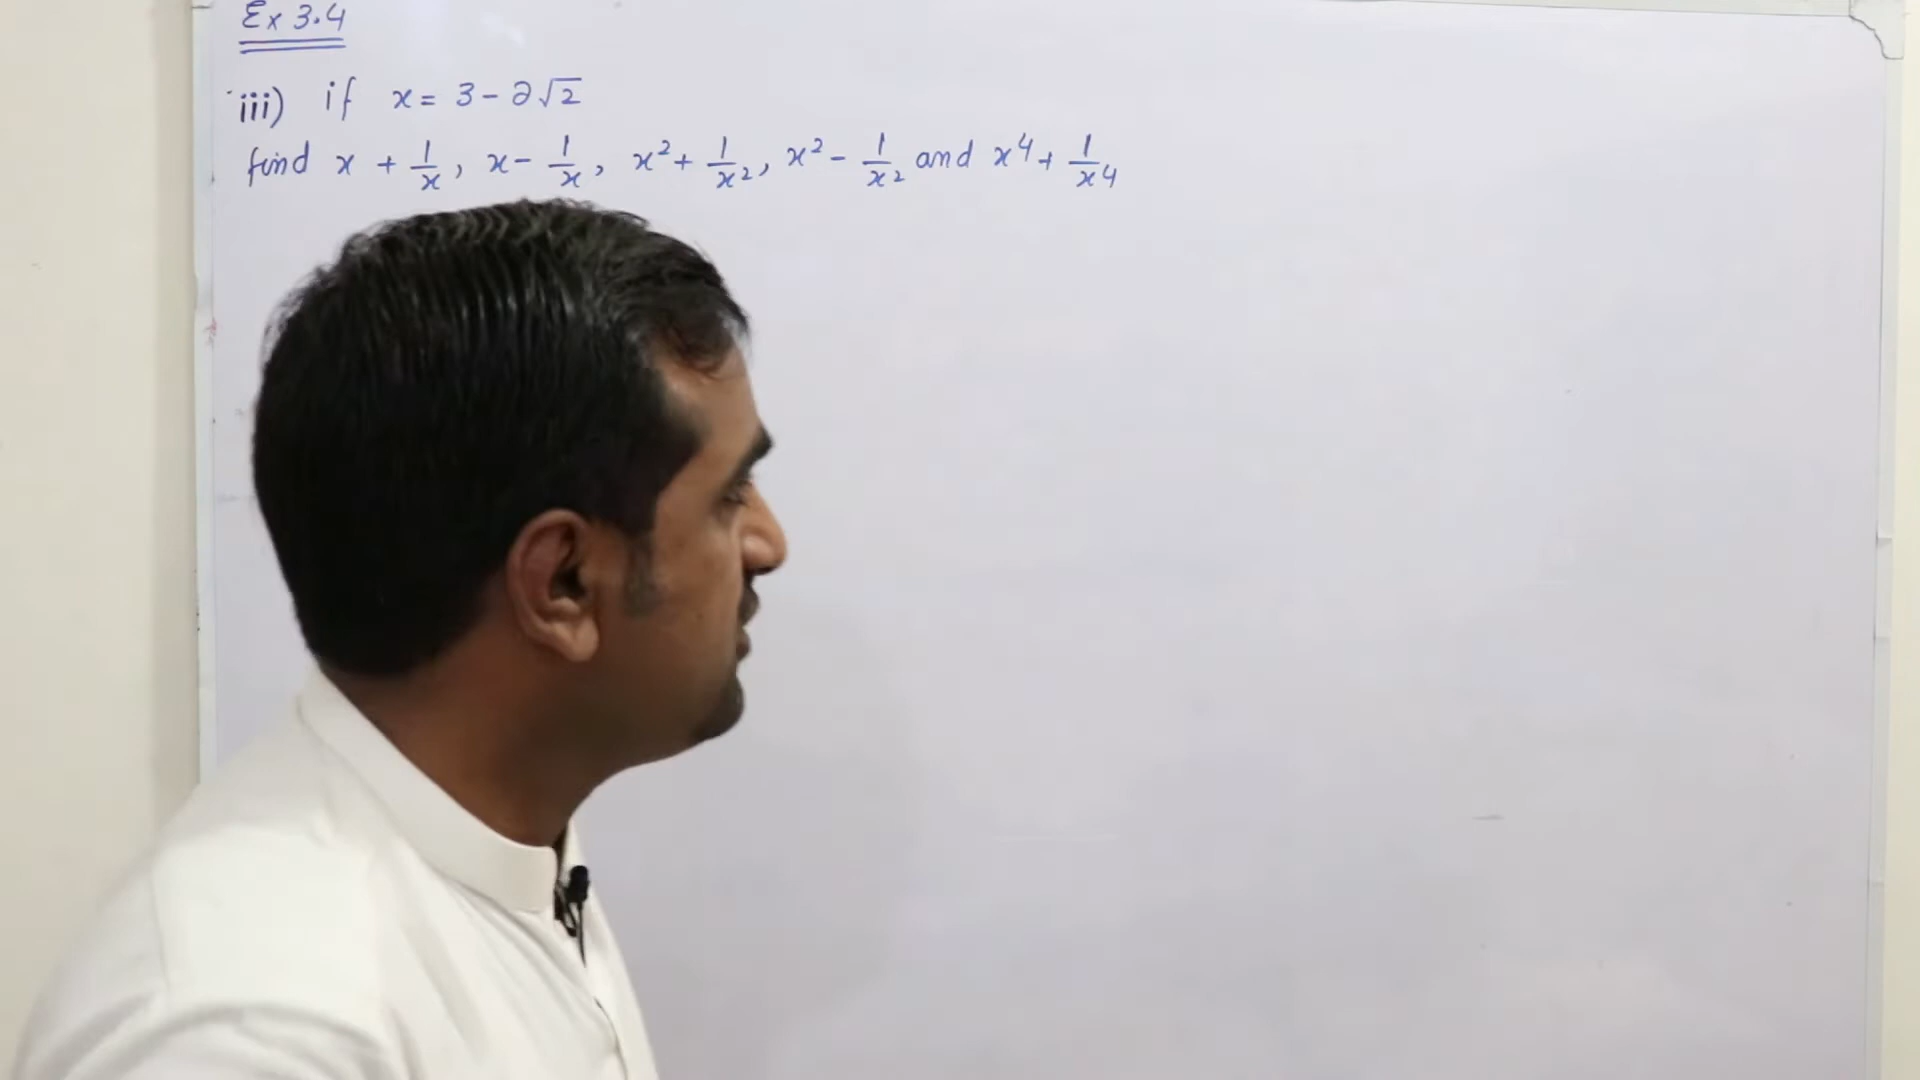 Ex 3.4
iii) if x = 3 - 2√2
find x + 1/x, x - 1/x, x² + 1/x², x² - 1/x² and x⁴ + 1/x⁴